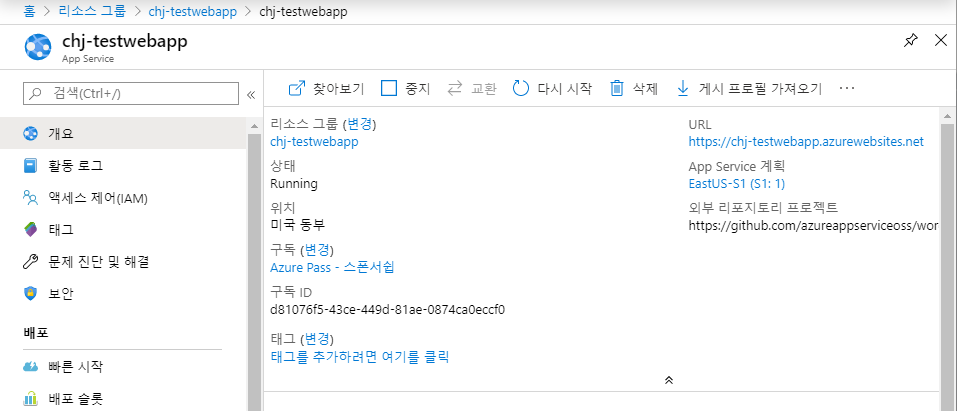 홈 > 리소스 그룹 > chj-testwebapp > chj-testwebapp
chj-testwebapp
App Service
검색(Ctrl+/)
«
찾아보기 중지 교환 다시 시작 삭제 게시 프로필 가져오기 ...
개요
활동 로그
액세스 제어(IAM)
태그
문제 진단 및 해결
보안
배포
빠른 시작
배포 슬롯
리소스 그룹 (변경)
chj-testwebapp
상태
Running
위치
미국 동부
구독 (변경)
Azure Pass - 스폰서쉽
구독 ID
d81076f5-43ce-449d-81ae-0874ca0eccf0
태그 (변경)
태그를 추가하려면 여기를 클릭
URL
https://chj-testwebapp.azurewebsites.net
App Service 계획
EastUS-S1 (S1: 1)
외부 리포지토리 프로젝트
https://github.com/azureappserviceoss/wor